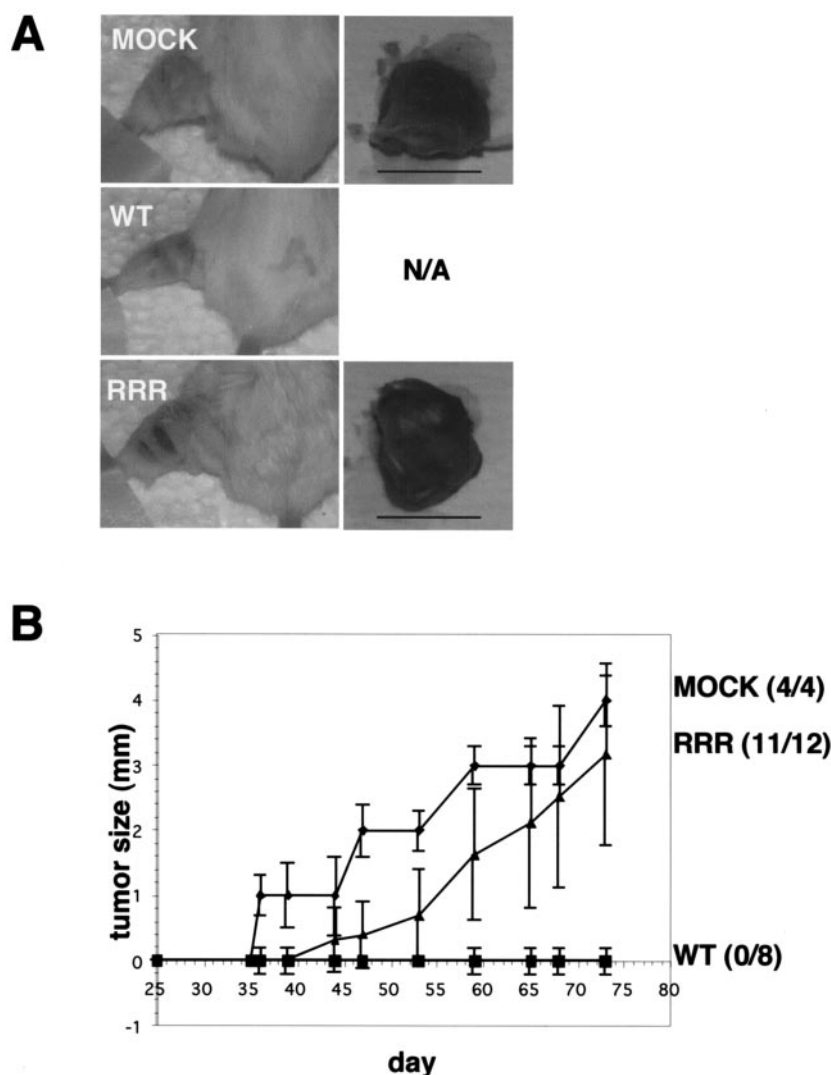 A
MOCK
WT
N/A
RRR
B
5
4
3
2
1
0
-1
tumor size (mm)
25 30 35 40 45 50 55 60 65 70 75 80
day
MOCK (4/4)
RRR (11/12)
WT (0/8)